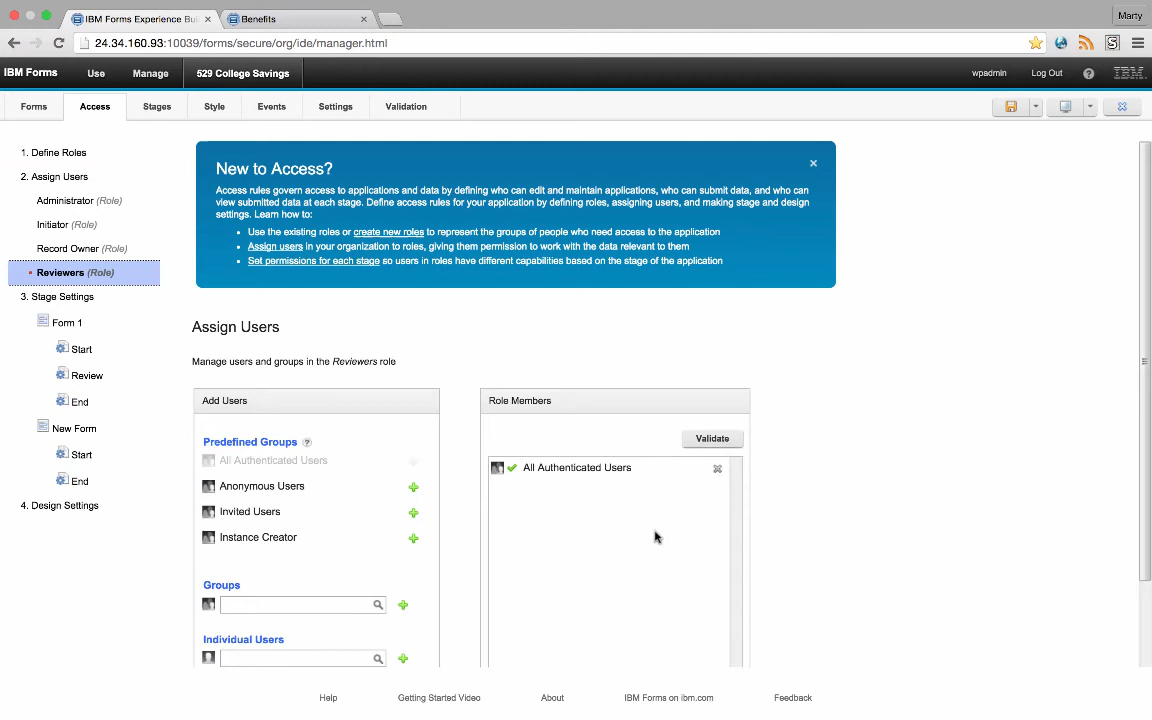 IBM Forms Experience Bui
Benefits
Marty
24.34.160.93:10039/forms/secure/org/ide/manager.html
IBM Forms
Use
Manage
529 College Savings
wpadmin
Log Out
IBM
Forms
Access
Stages
Style
Events
Settings
Validation
1. Define Roles
2. Assign Users
Administrator (Role)
Initiator (Role)
Record Owner (Role)
Reviewers (Role)
3. Stage Settings
Form 1
Start
Review
End
New Form
Start
End
4. Design Settings
New to Access?
Access rules govern access to applications and data by defining who can edit and maintain applications, who can submit data, and who can
view submitted data at each stage. Define access rules for your application by defining roles, assigning users, and making stage and design
settings. Learn how to:
Use the existing roles or create new roles to represent the groups of people who need access to the application
Assign users in your organization to roles, giving them permission to work with the data relevant to them
Set permissions for each stage so users in roles have different capabilities based on the stage of the application
Assign Users
Manage users and groups in the Reviewers role
Add Users
Predefined Groups
All Authenticated Users
Anonymous Users
Invited Users
Instance Creator
Groups
Individual Users
Role Members
Validate
All Authenticated Users
Help
Getting Started Video
About
IBM Forms on ibm.com
Feedback